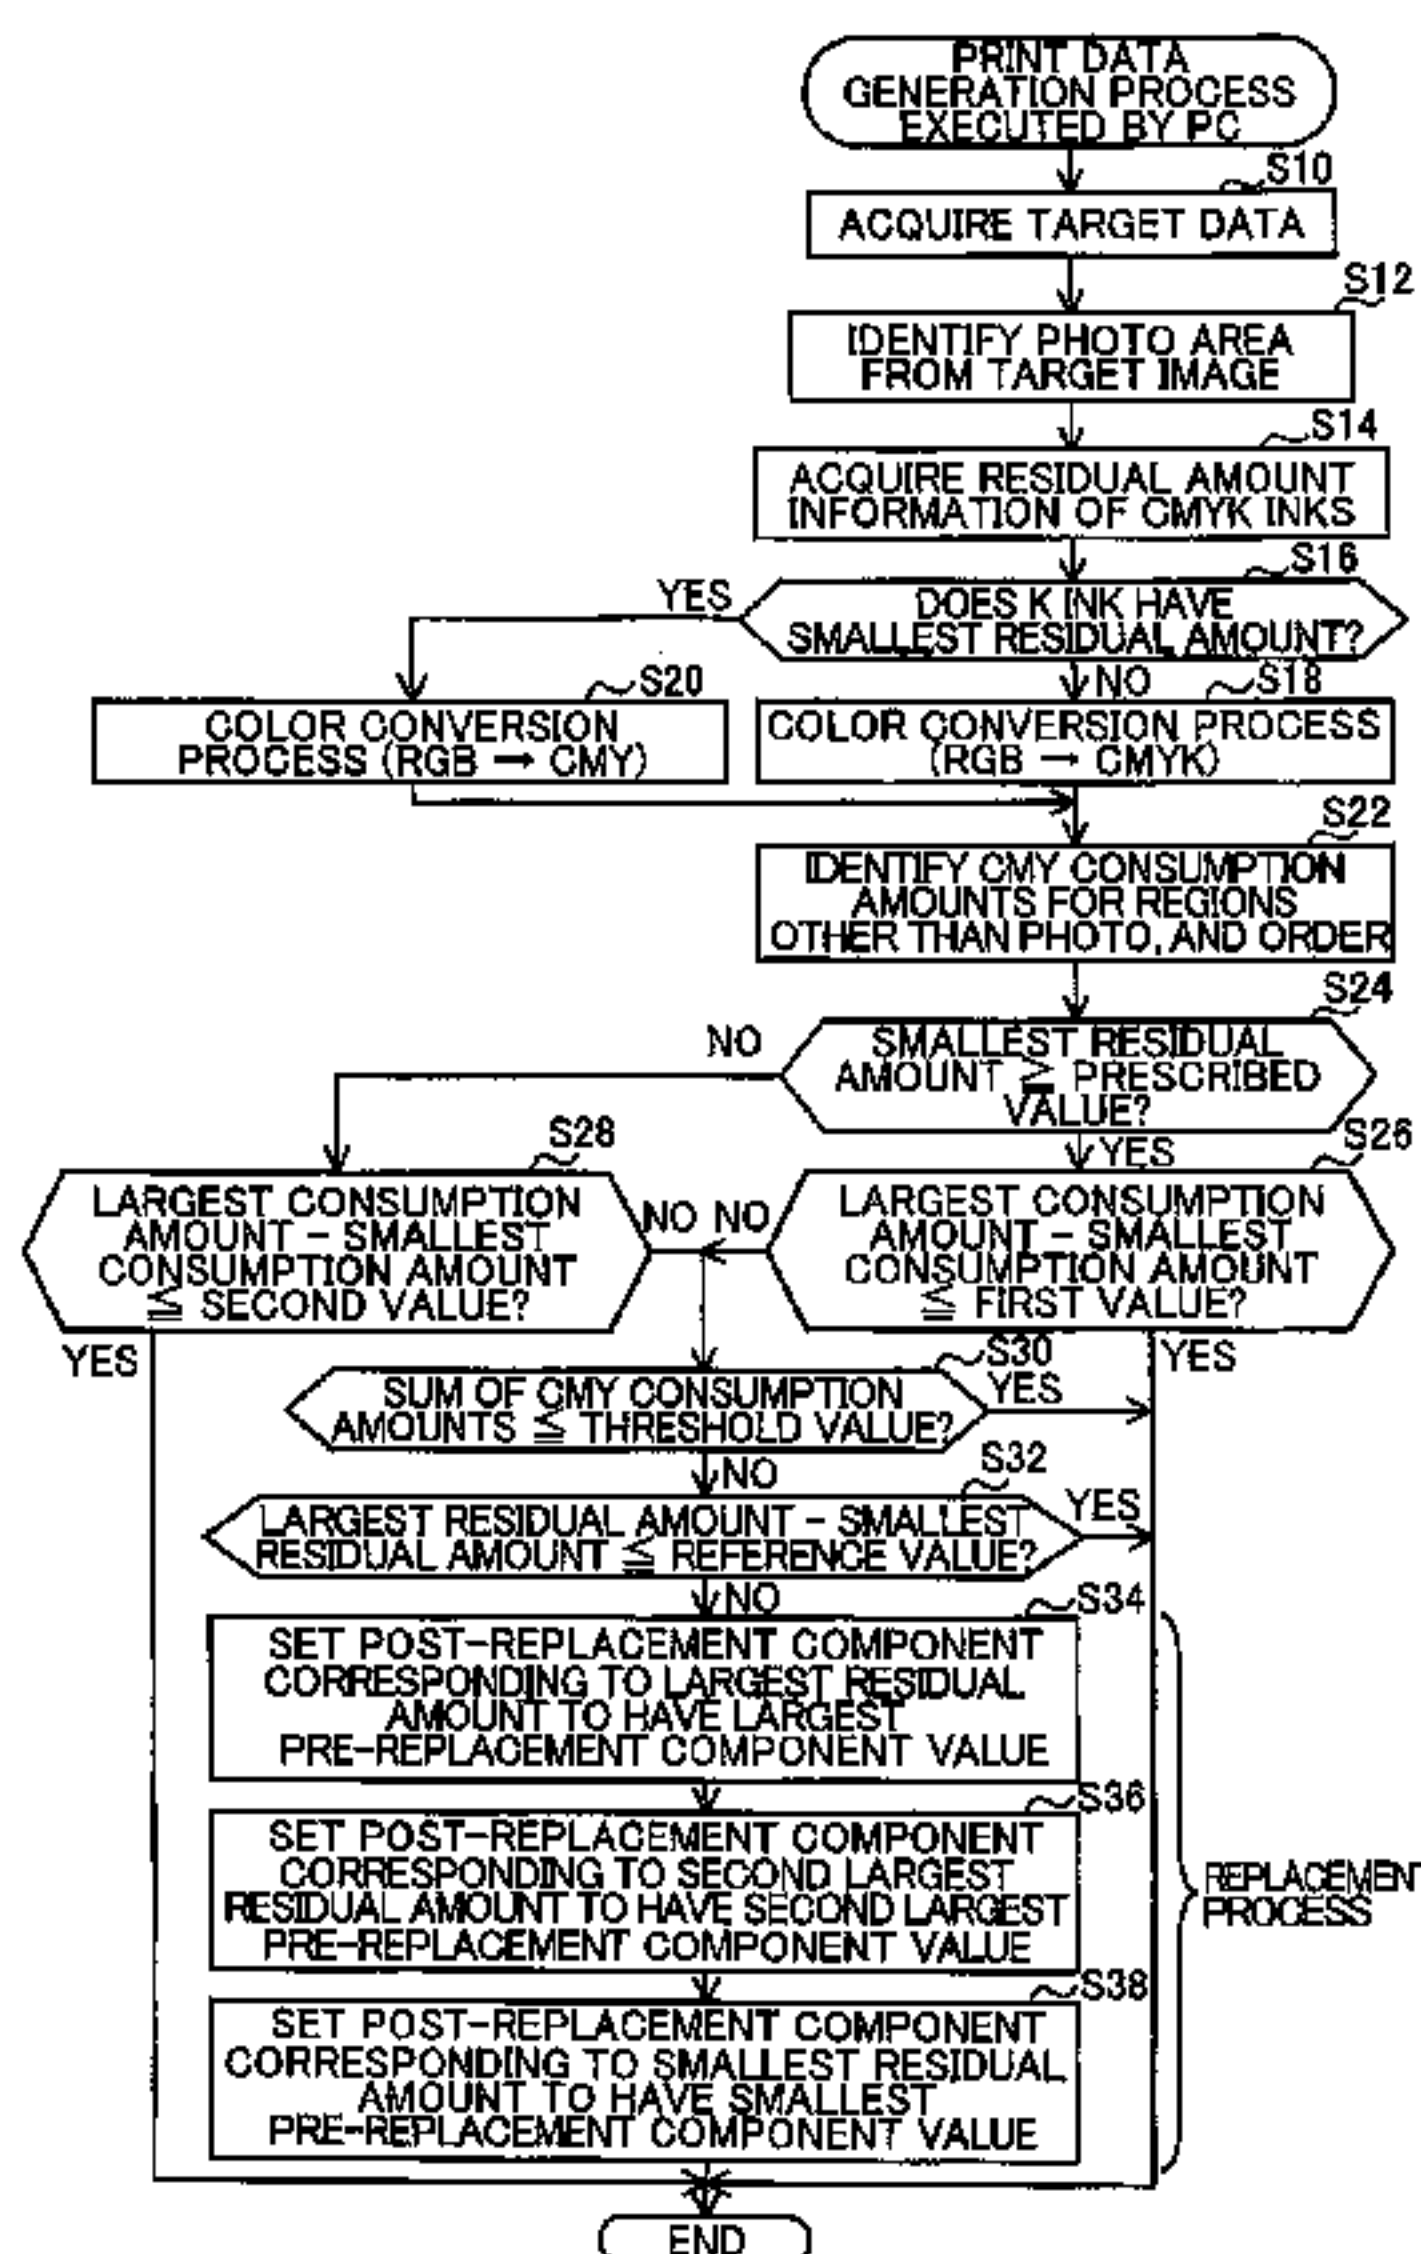 PRINT DATA
GENERATION PROCESS
EXECUTED BY PC
S10
ACQUIRE TARGET DATA
S12
IDENTIFY PHOTO AREA
FROM TARGET IMAGE
S14
ACQUIRE RESIDUAL AMOUNT
INFORMATION OF CMYK INKS
S16
YES
DOES K INK HAVE
SMALLEST RESIDUAL AMOUNT?
NO
S20
COLOR CONVERSION
PROCESS (RGB → CMY)
S18
COLOR CONVERSION PROCESS
(RGB → CMYK)
S22
IDENTIFY CMY CONSUMPTION
AMOUNTS FOR REGIONS
OTHER THAN PHOTO, AND ORDER
S24
NO
SMALLEST RESIDUAL
AMOUNT ≧ PRESCRIBED
VALUE?
YES
S28
LARGEST CONSUMPTION
AMOUNT - SMALLEST
CONSUMPTION AMOUNT
≦ SECOND VALUE?
NO
NO
S26
LARGEST CONSUMPTION
AMOUNT - SMALLEST
CONSUMPTION AMOUNT
≦ FIRST VALUE?
YES
YES
S30
SUM OF CMY CONSUMPTION
AMOUNTS ≦ THRESHOLD VALUE?
YES
NO
S32
LARGEST RESIDUAL AMOUNT - SMALLEST
RESIDUAL AMOUNT ≦ REFERENCE VALUE?
YES
NO
S34
SET POST-REPLACEMENT COMPONENT
CORRESPONDING TO LARGEST RESIDUAL
AMOUNT TO HAVE LARGEST
PRE-REPLACEMENT COMPONENT VALUE
S36
SET POST-REPLACEMENT COMPONENT
CORRESPONDING TO SECOND LARGEST
RESIDUAL AMOUNT TO HAVE SECOND LARGEST
PRE-REPLACEMENT COMPONENT VALUE
REPLACEMENT
PROCESS
S38
SET POST-REPLACEMENT COMPONENT
CORRESPONDING TO SMALLEST RESIDUAL
AMOUNT TO HAVE SMALLEST
PRE-REPLACEMENT COMPONENT VALUE
END